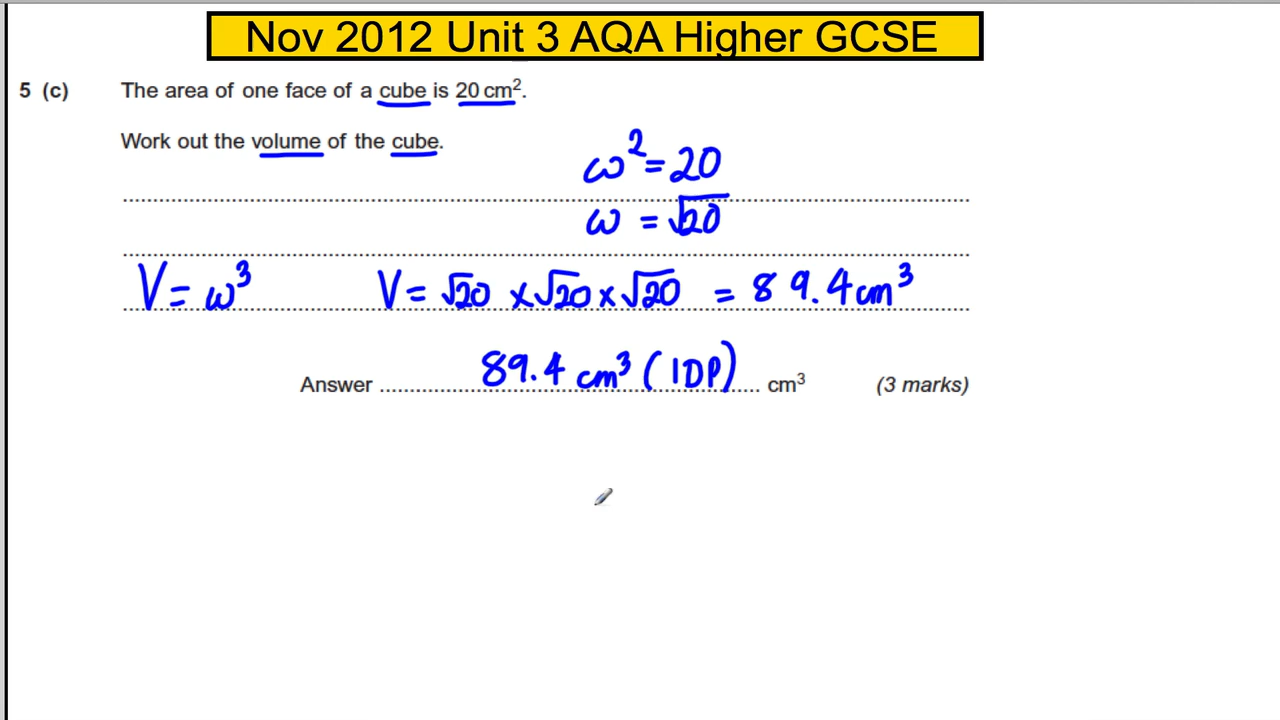 Nov 2012 Unit 3 AQA Higher GCSE
5 (c) The area of one face of a cube is 20 cm².
Work out the volume of the cube.
ω² = 20
ω = √20
V = ω³ V = √20 × √20 × √20 = 89.4 cm³
Answer 89.4 cm³ (1DP) cm³ (3 marks)